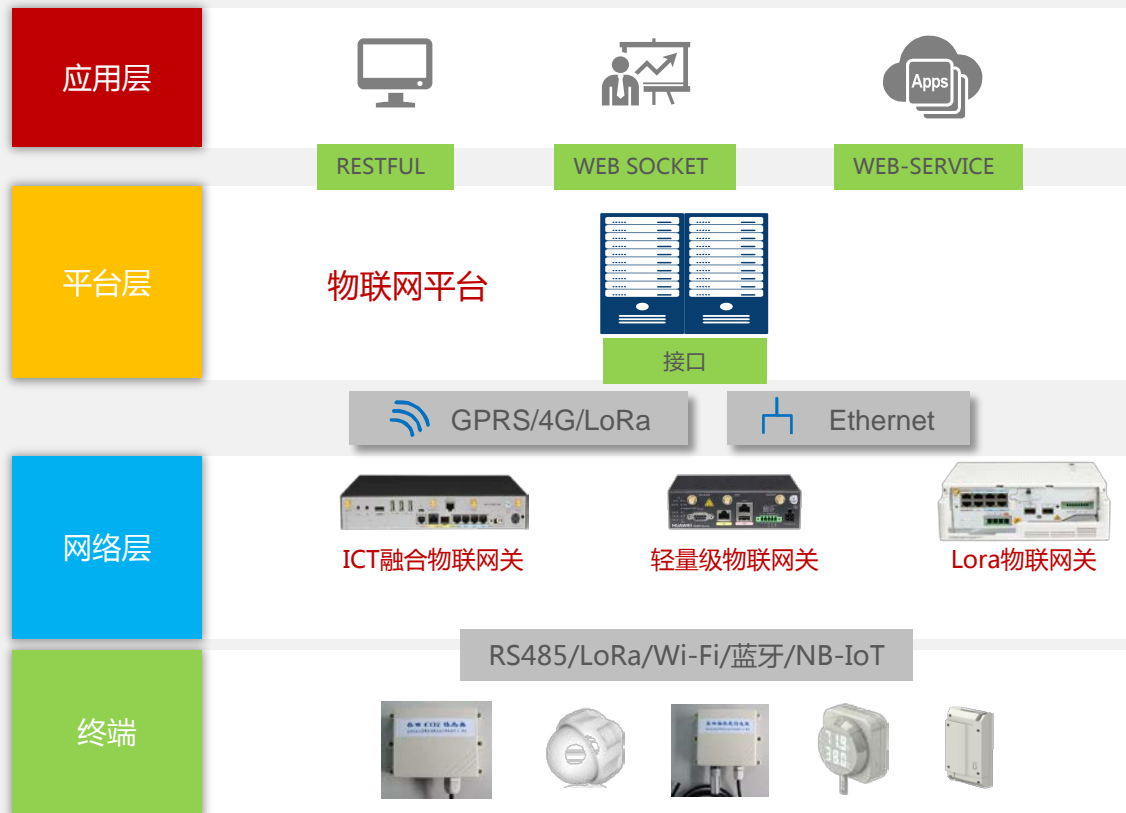 应用层
Apps
RESTFUL
WEB SOCKET
WEB-SERVICE
平台层
物联网平台
接口
GPRS/4G/LoRa
Ethernet
网络层
HUAWEI
ICT融合物联网关
轻量级物联网关
Lora物联网关
RS485/LoRa/Wi-Fi/蓝牙/NB-IoT
终端